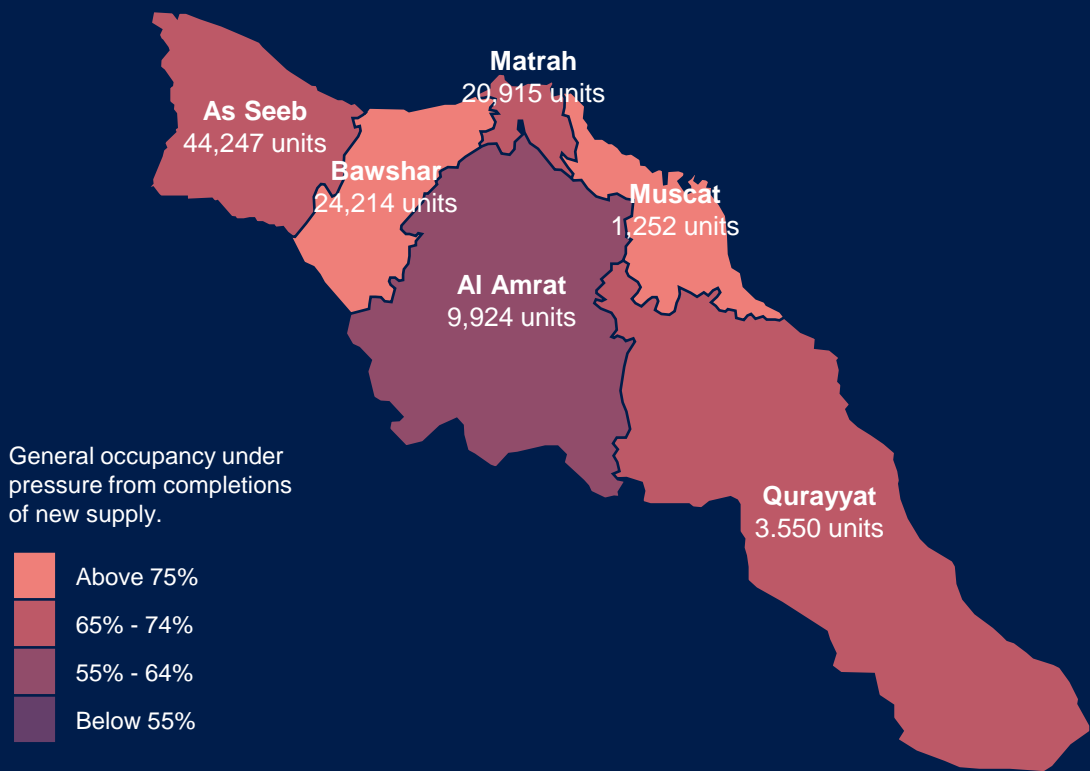 Matrah
20,915 units
As Seeb
44,247 units
Bawshar
24,214 units
Muscat
1,252 units
Al Amrat
9,924 units
Qurayyat
3.550 units
General occupancy under
pressure from completions
of new supply.
Above 75%
65% - 74%
55% - 64%
Below 55%